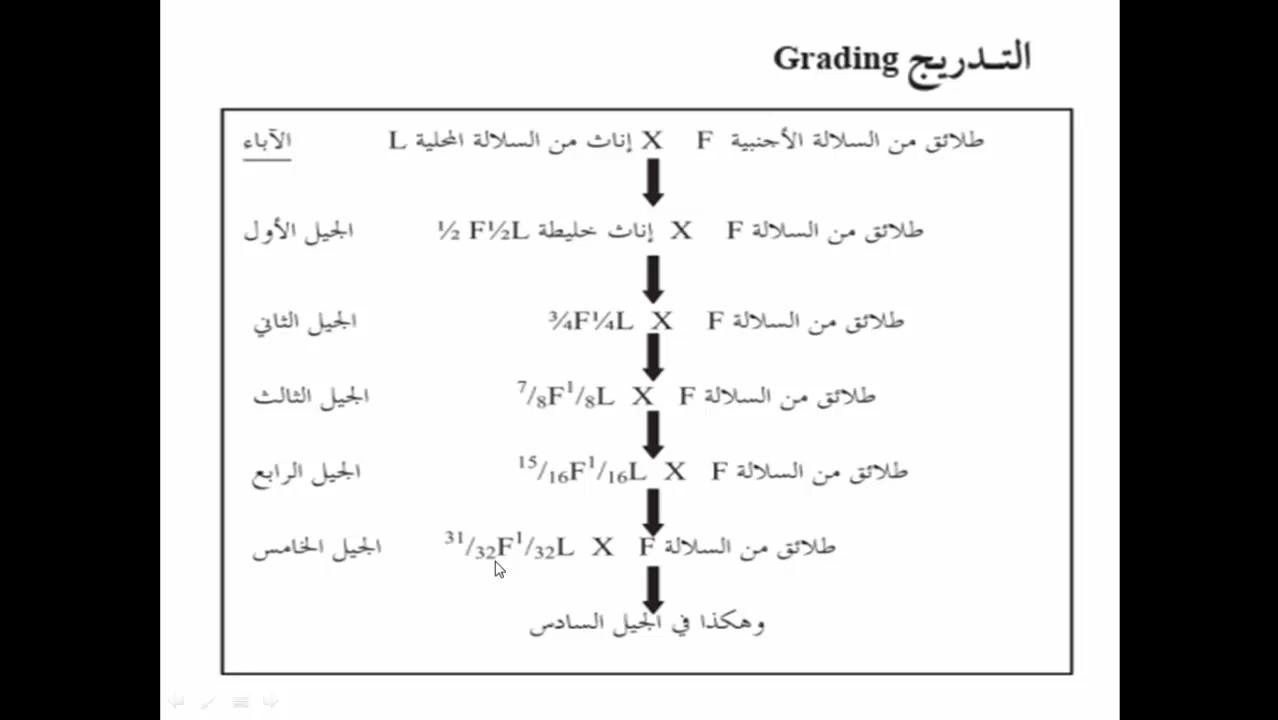 التدريج Grading
طلائق من السلالة الأجنبية F X إناث من السلالة المحلية L الآباء
طلائق من السلالة F X إناث خليطة ½ F½L الجيل الأول
طلائق من السلالة F X ¾F¼L الجيل الثاني
طلائق من السلالة F X 7/8F1/8L الجيل الثالث
طلائق من السلالة F X 15/16F1/16L الجيل الرابع
طلائق من السلالة F X 31/32F1/32L الجيل الخامس
وهكذا في الجيل السادس